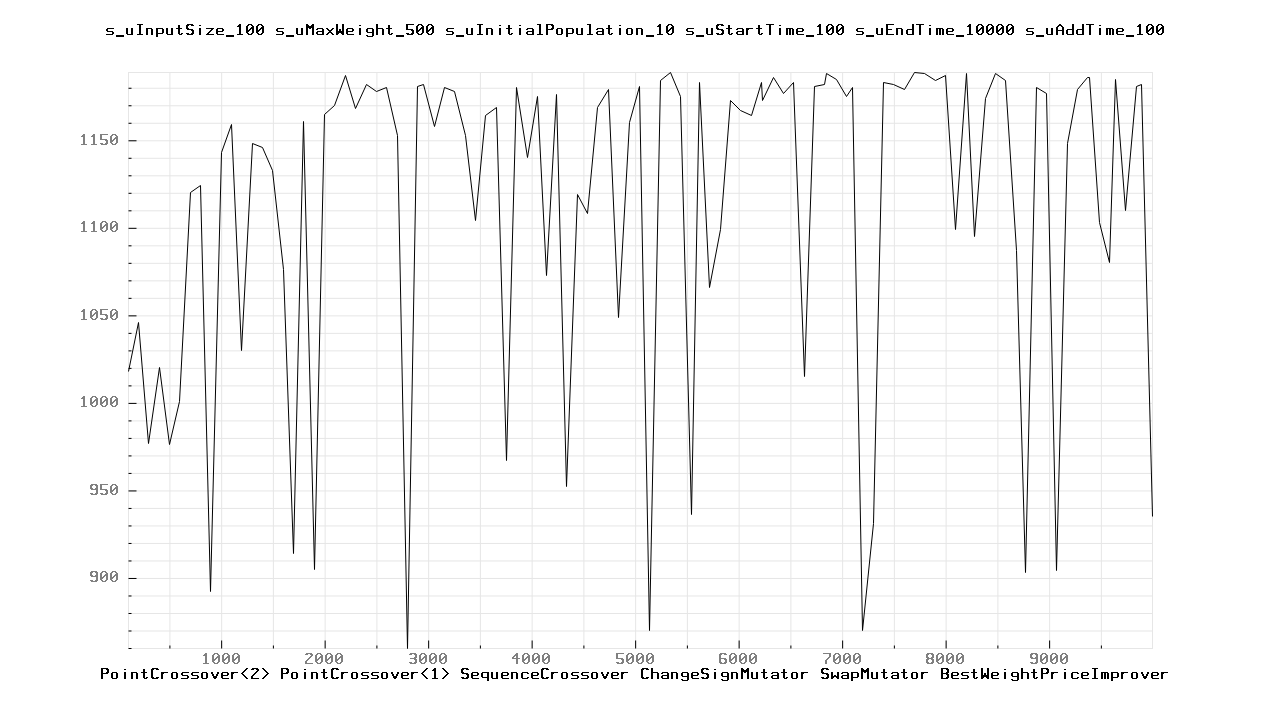 s_uInputSize_100 s_uMaxWeight_500 s_uInitialPopulation_10 s_uStartTime_100 s_uEndTime_10000 s_uAddTime_100
1150
1100
1050
1000
950
900
1000 2000 3000 4000 5000 6000 7000 8000 9000
PointCrossover<2> PointCrossover<1> SequenceCrossover ChangeSignMutator SwapMutator BestWeightPriceImprover